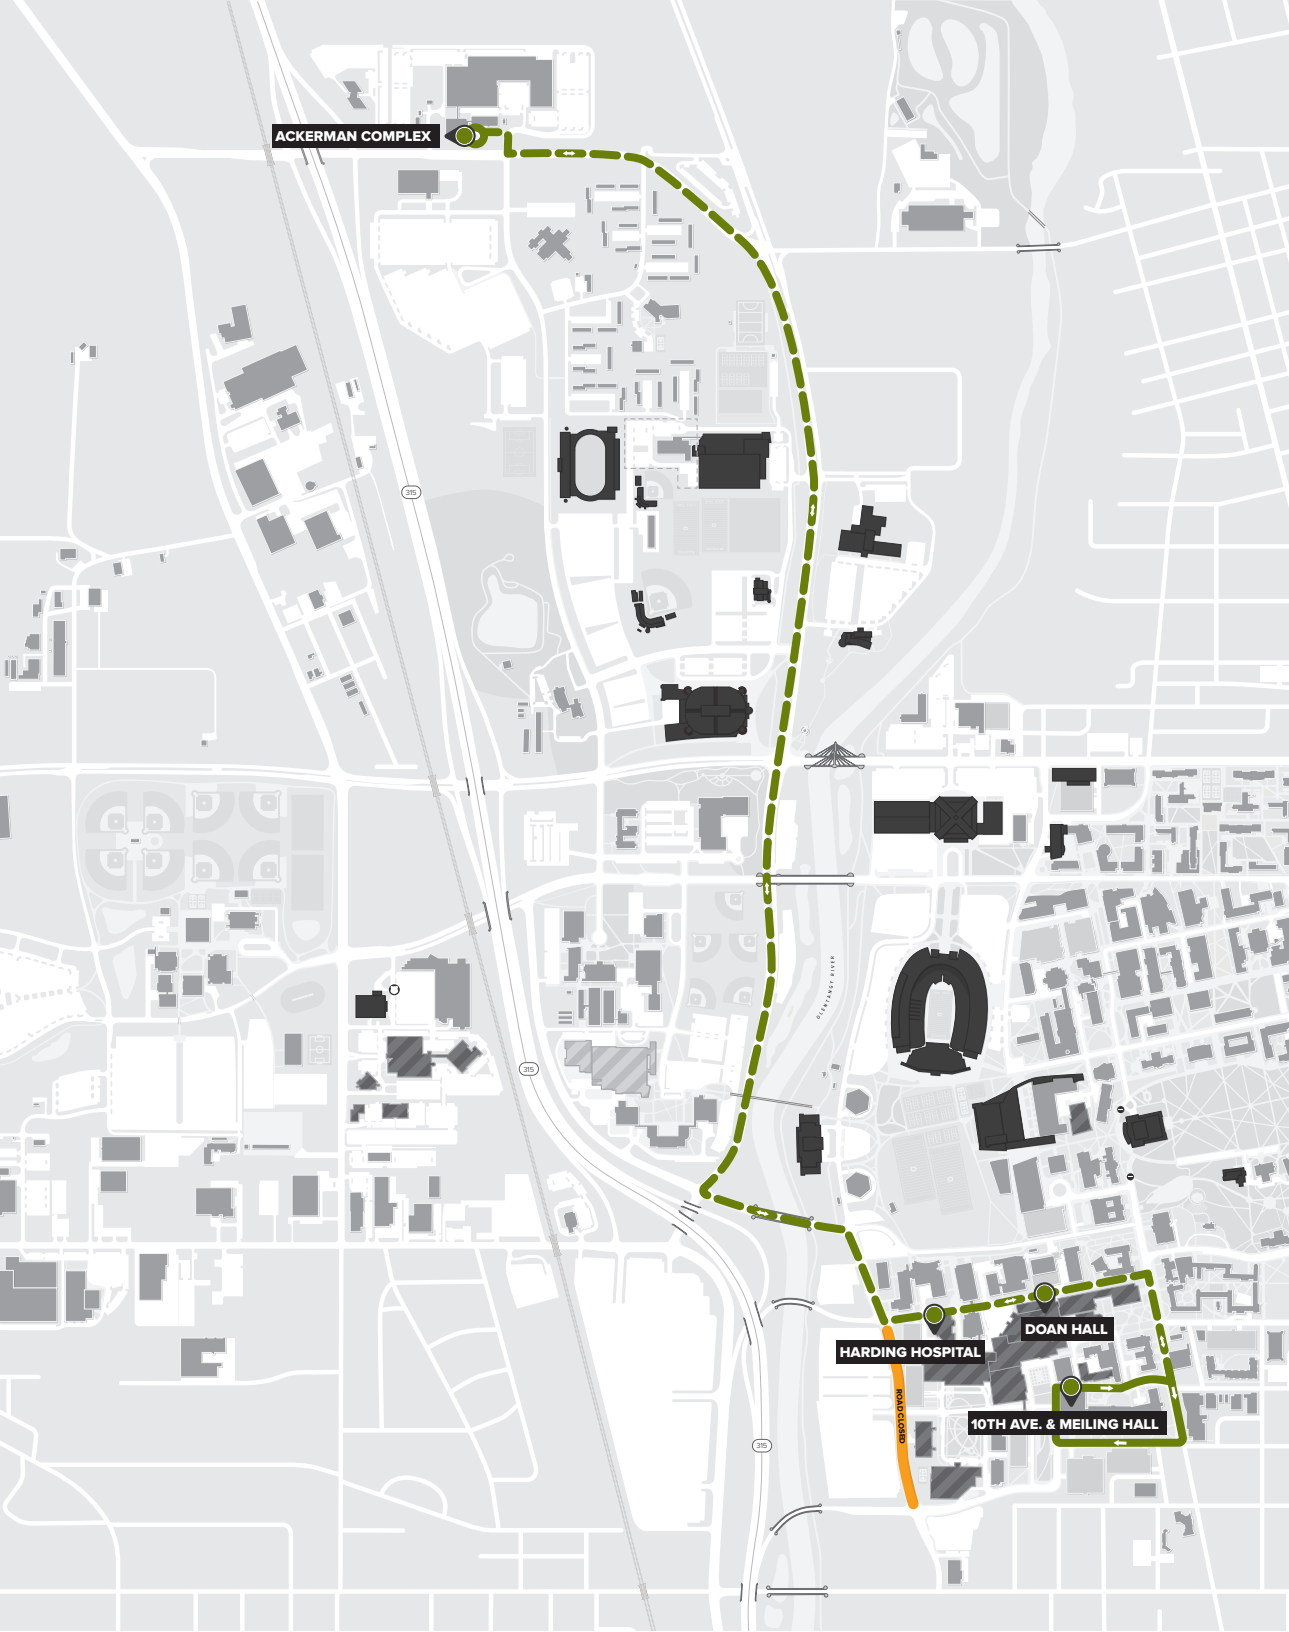 ACKERMAN COMPLEX
315
OLENTANGY RIVER
315
DOAN HALL
HARDING HOSPITAL
ROAD CLOSED
10TH AVE. & MEILING HALL
315